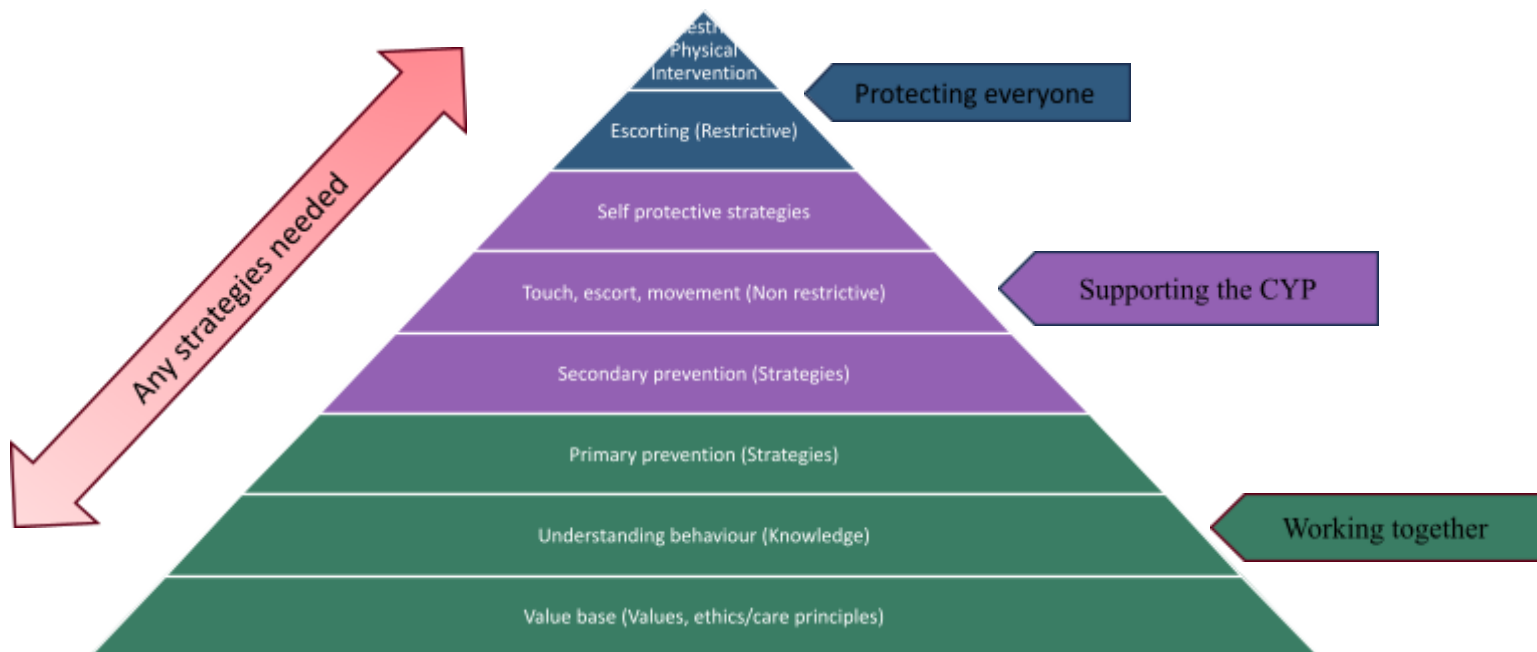 Physical
Intervention
Protecting everyone
Escorting (Restrictive)
Any strategies needed
Self protective strategies
Touch, escort, movement (Non restrictive)
Supporting the CYP
Secondary prevention (Strategies)
Primary prevention (Strategies)
Understanding behaviour (Knowledge)
Working together
Value base (Values, ethics/care principles)